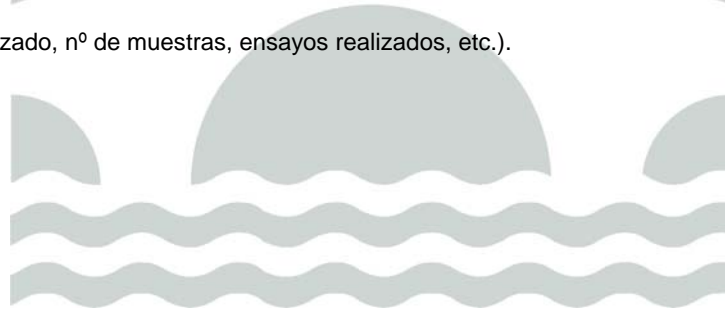 zado, nº de muestras, ensayos realizados, etc.).